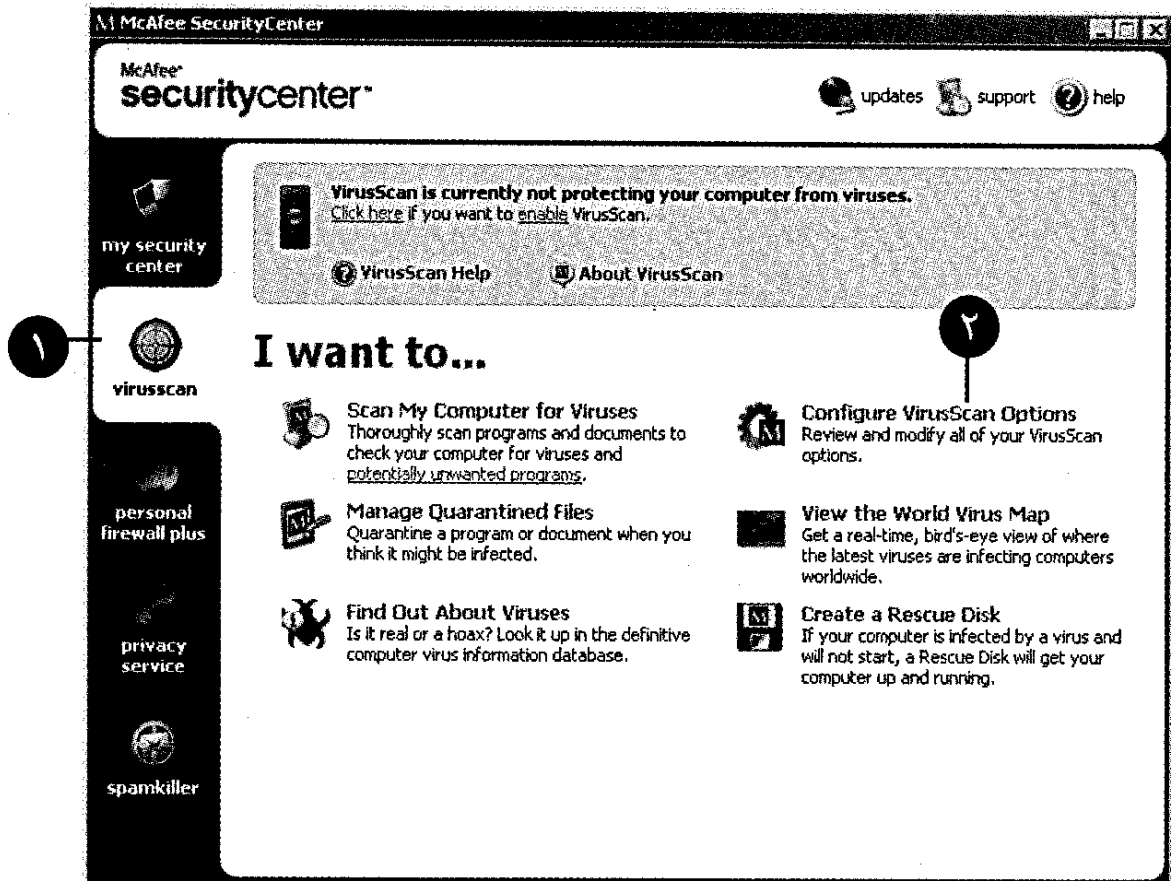 McAfee SecurityCenter
McAfee
securitycenter
updates support help
VirusScan is currently not protecting your computer from viruses.
Click here if you want to enable VirusScan.
VirusScan Help About VirusScan
my security
center
١
virusscan
personal
firewall plus
privacy
service
spamkiller
I want to...
٢
Scan My Computer for Viruses
Thoroughly scan programs and documents to
check your computer for viruses and
potentially unwanted programs.
Configure VirusScan Options
Review and modify all of your VirusScan
options.
Manage Quarantined Files
Quarantine a program or document when you
think it might be infected.
View the World Virus Map
Get a real-time, bird's-eye view of where
the latest viruses are infecting computers
worldwide.
Find Out About Viruses
Is it real or a hoax? Look it up in the definitive
computer virus information database.
Create a Rescue Disk
If your computer is infected by a virus and
will not start, a Rescue Disk will get your
computer up and running.